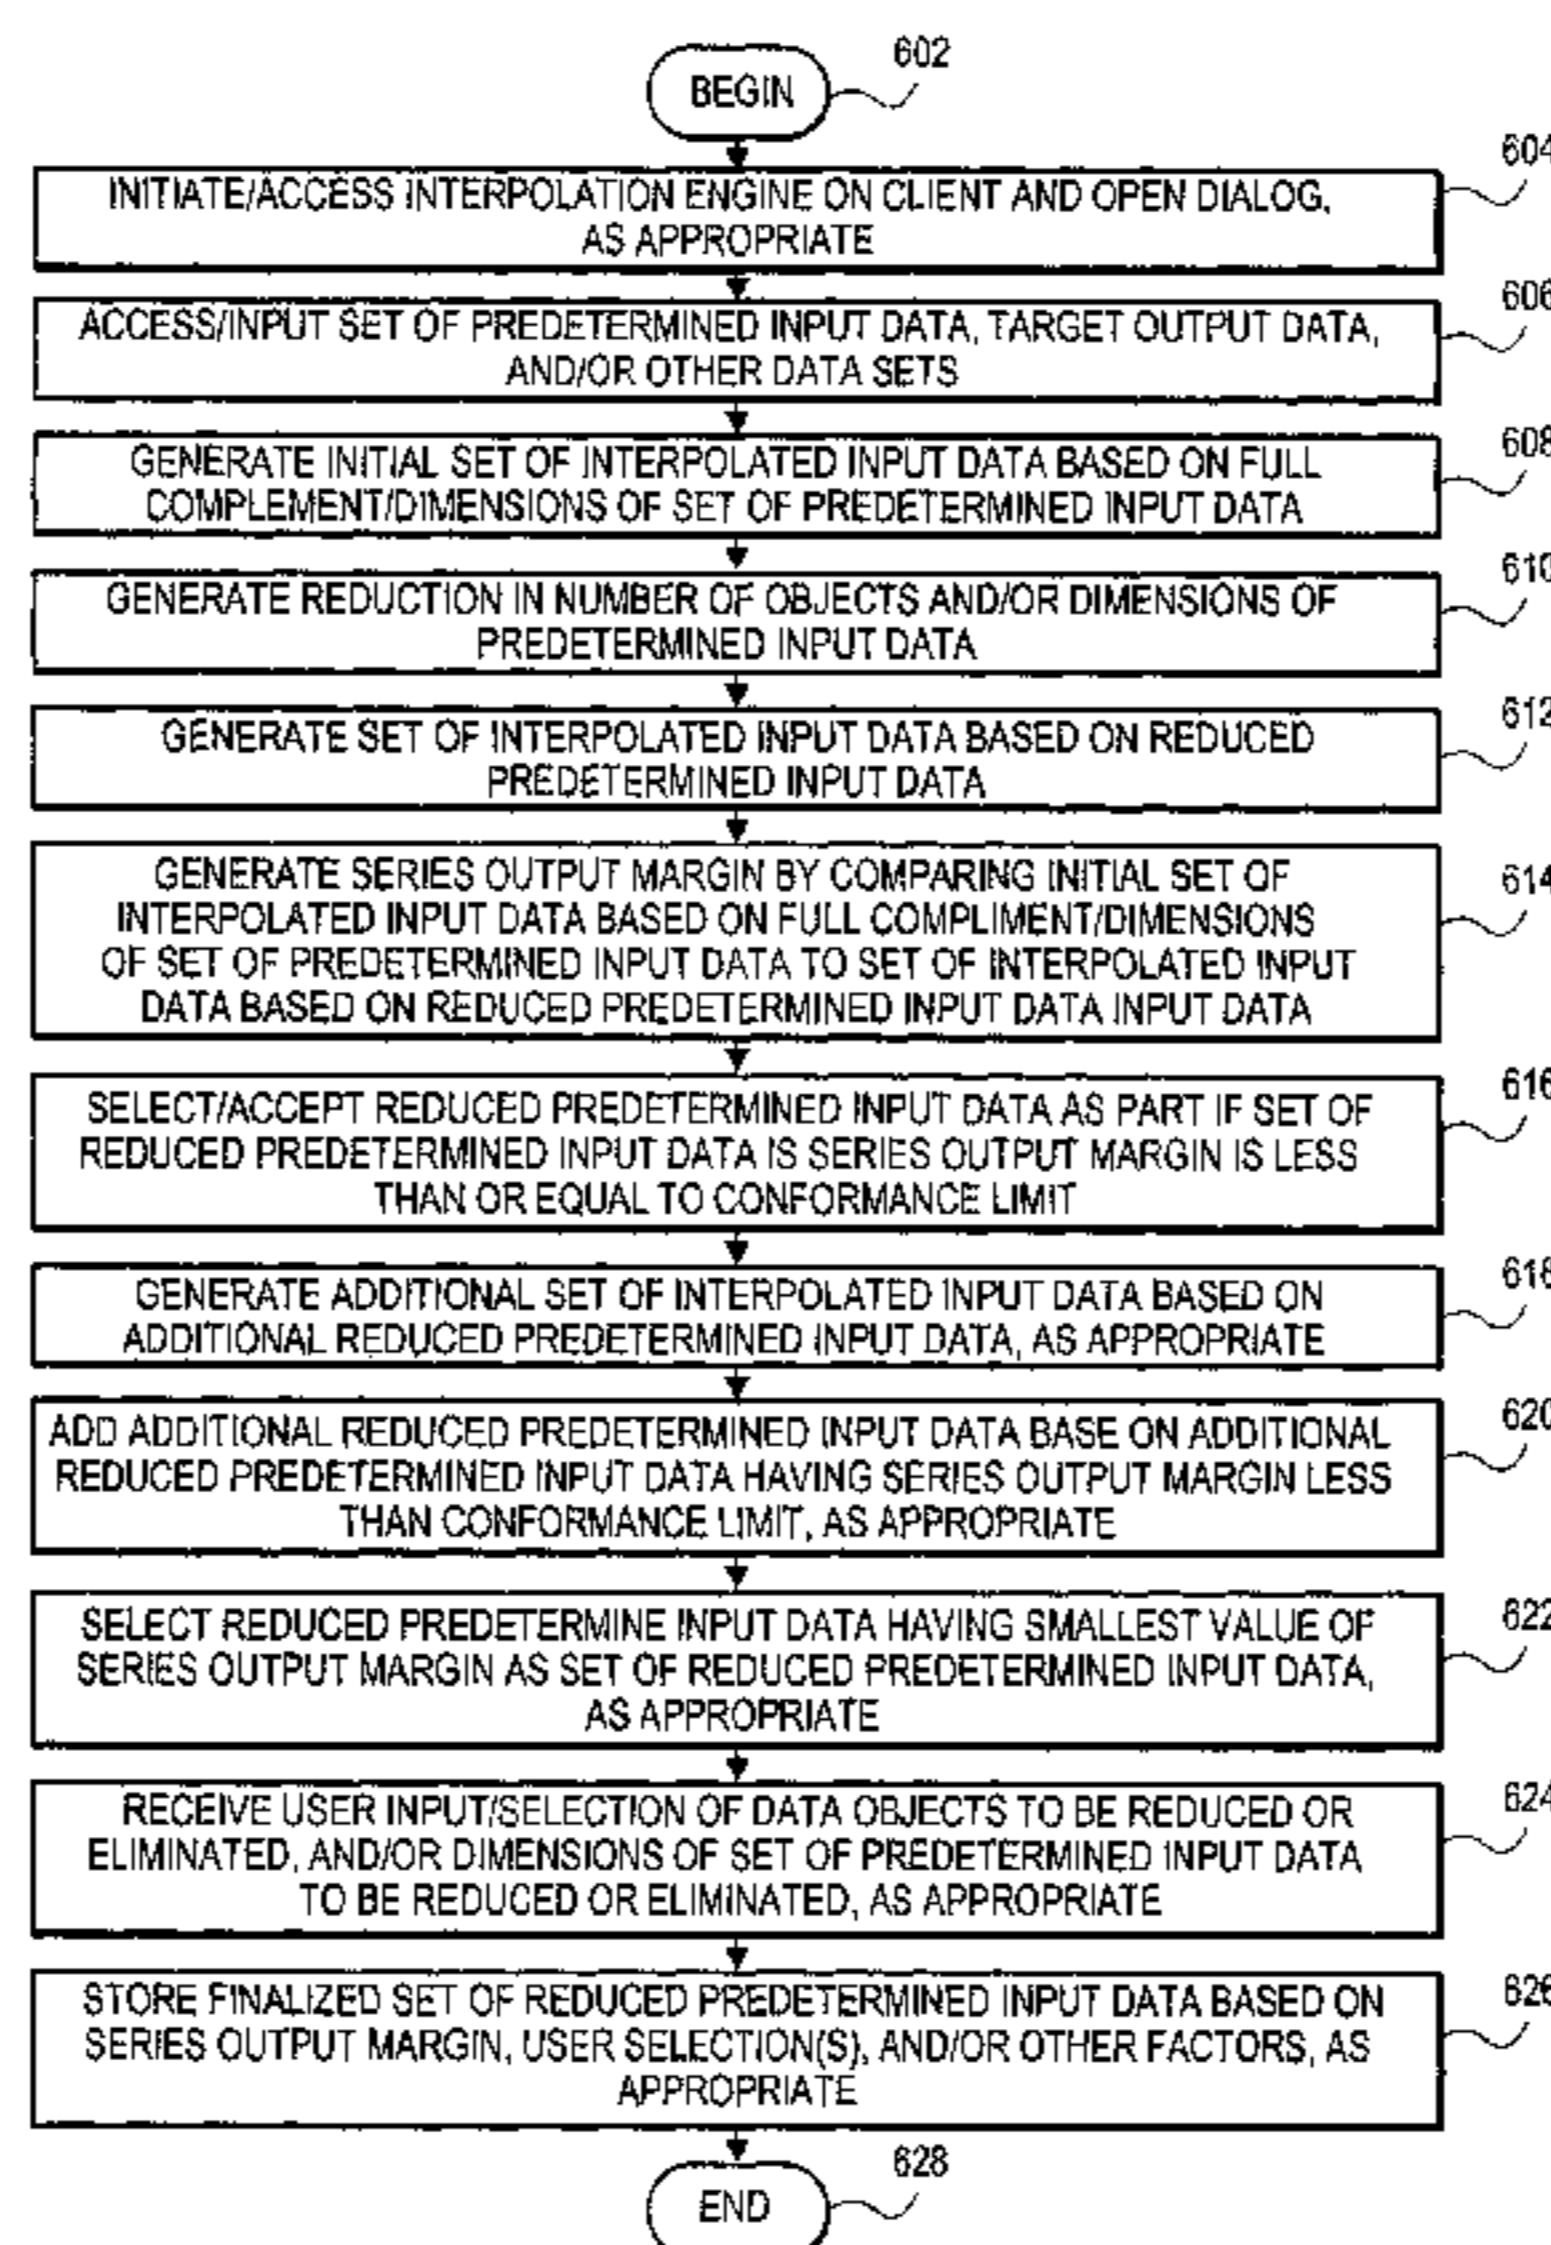 BEGIN
602
604
INITIATE/ACCESS INTERPOLATION ENGINE ON CLIENT AND OPEN DIALOG,
AS APPROPRIATE
606
ACCESS/INPUT SET OF PREDETERMINED INPUT DATA, TARGET OUTPUT DATA,
AND/OR OTHER DATA SETS
608
GENERATE INITIAL SET OF INTERPOLATED INPUT DATA BASED ON FULL
COMPLEMENT/DIMENSIONS OF SET OF PREDETERMINED INPUT DATA
610
GENERATE REDUCTION IN NUMBER OF OBJECTS AND/OR DIMENSIONS OF
PREDETERMINED INPUT DATA
612
GENERATE SET OF INTERPOLATED INPUT DATA BASED ON REDUCED
PREDETERMINED INPUT DATA
614
GENERATE SERIES OUTPUT MARGIN BY COMPARING INITIAL SET OF
INTERPOLATED INPUT DATA BASED ON FULL COMPLIMENT/DIMENSIONS
OF SET OF PREDETERMINED INPUT DATA TO SET OF INTERPOLATED INPUT
DATA BASED ON REDUCED PREDETERMINED INPUT DATA INPUT DATA
616
SELECT/ACCEPT REDUCED PREDETERMINED INPUT DATA AS PART IF SET OF
REDUCED PREDETERMINED INPUT DATA IS SERIES OUTPUT MARGIN IS LESS
THAN OR EQUAL TO CONFORMANCE LIMIT
618
GENERATE ADDITIONAL SET OF INTERPOLATED INPUT DATA BASED ON
ADDITIONAL REDUCED PREDETERMINED INPUT DATA, AS APPROPRIATE
620
ADD ADDITIONAL REDUCED PREDETERMINED INPUT DATA BASE ON ADDITIONAL
REDUCED PREDETERMINED INPUT DATA HAVING SERIES OUTPUT MARGIN LESS
THAN CONFORMANCE LIMIT, AS APPROPRIATE
622
SELECT REDUCED PREDETERMINE INPUT DATA HAVING SMALLEST VALUE OF
SERIES OUTPUT MARGIN AS SET OF REDUCED PREDETERMINED INPUT DATA,
AS APPROPRIATE
624
RECEIVE USER INPUT/SELECTION OF DATA OBJECTS TO BE REDUCED OR
ELIMINATED, AND/OR DIMENSIONS OF SET OF PREDETERMINED INPUT DATA
TO BE REDUCED OR ELIMINATED, AS APPROPRIATE
626
STORE FINALIZED SET OF REDUCED PREDETERMINED INPUT DATA BASED ON
SERIES OUTPUT MARGIN, USER SELECTION(S), AND/OR OTHER FACTORS, AS
APPROPRIATE
628
END